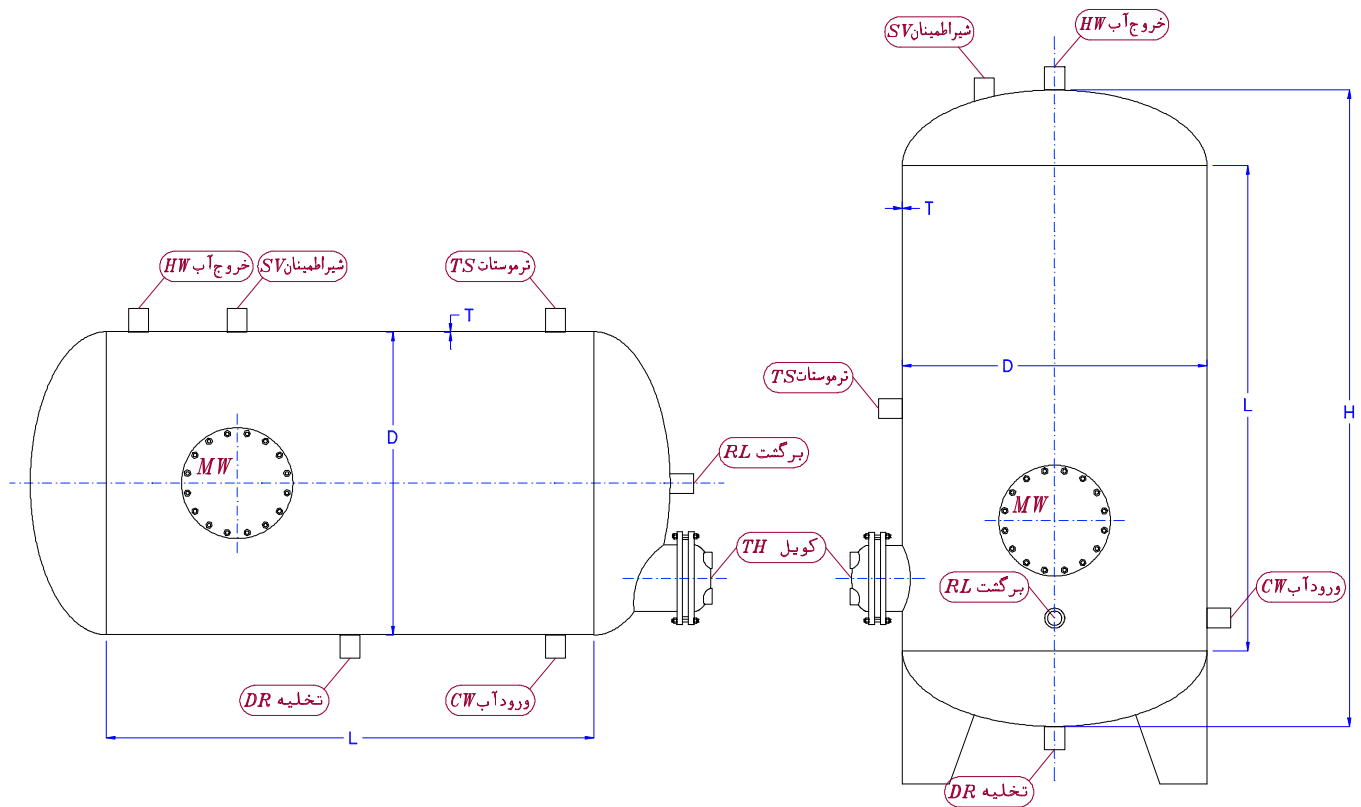 خروج آب HW
شیراطمینان SV
ترموستات TS
T
D
MW
برگشت RL
کویل TH
تخلیه DR
ورود آب CW
L
شیراطمینان SV
خروج آب HW
T
D
ترموستات TS
L
H
MW
برگشت RL
ورود آب CW
تخلیه DR